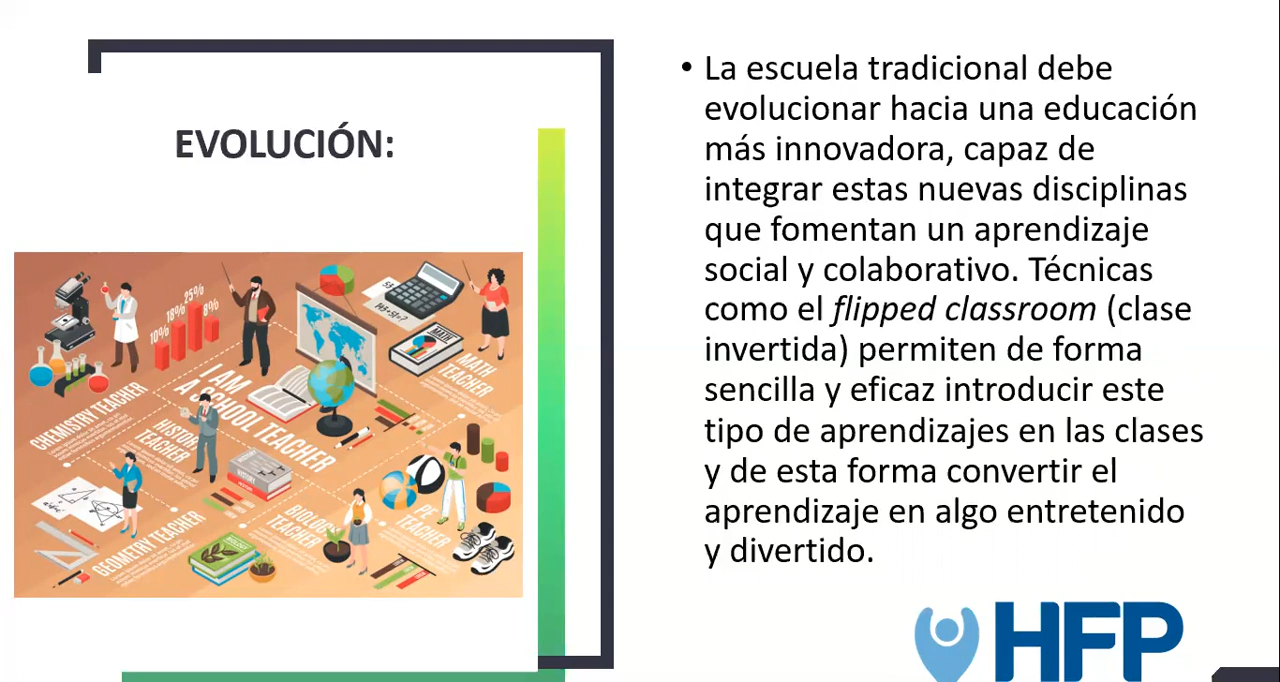 EVOLUCIÓN:
10%
18%
25%
8%
CHEMISTRY TEACHER
I AM
A SCHOOL TEACHER
MATH
TEACHER
HISTORY
TEACHER
HISTORY
GEOMETRY TEACHER
BIOLOGY
BIOLOGY
TEACHER
PE
TEACHER
MATH
• La escuela tradicional debe
evolucionar hacia una educación
más innovadora, capaz de
integrar estas nuevas disciplinas
que fomentan un aprendizaje
social y colaborativo. Técnicas
como el flipped classroom (clase
invertida) permiten de forma
sencilla y eficaz introducir este
tipo de aprendizajes en las clases
y de esta forma convertir el
aprendizaje en algo entretenido
y divertido.
HFP